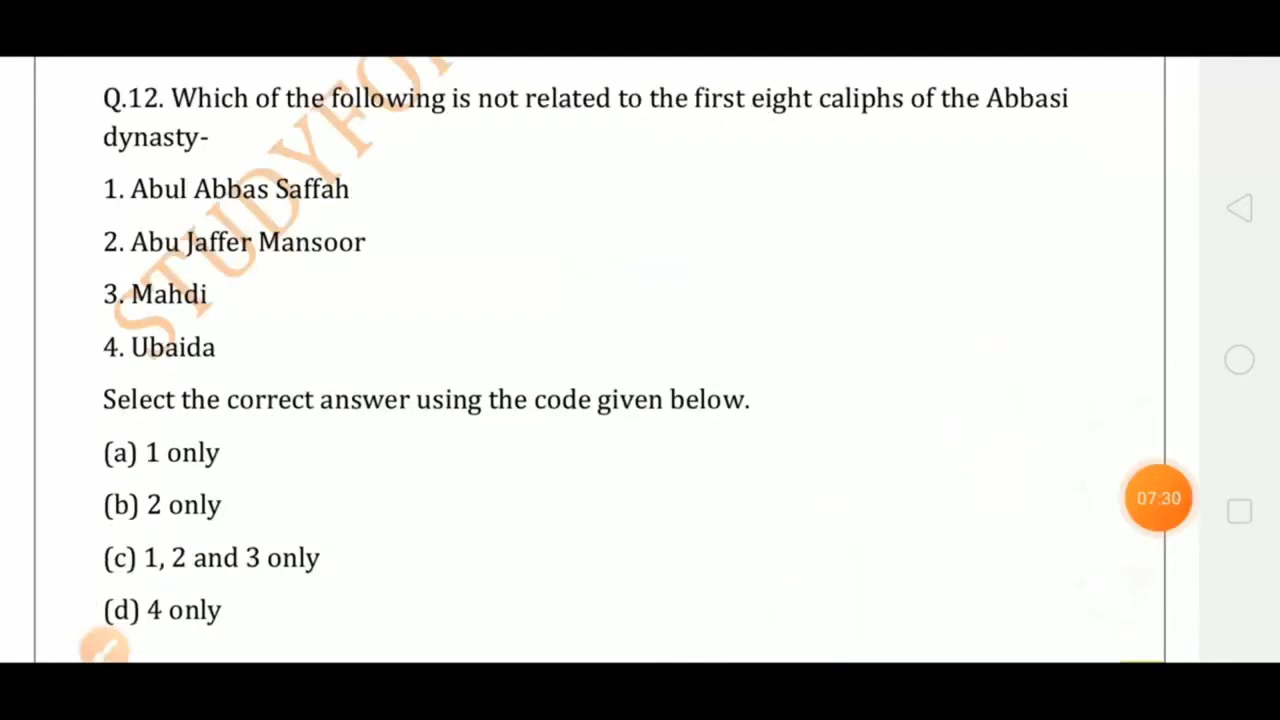 Q.12. Which of the following is not related to the first eight caliphs of the Abbasi
dynasty-
1. Abul Abbas Saffah
2. Abu Jaffer Mansoor
3. Mahdi
4. Ubaida
Select the correct answer using the code given below.
(a) 1 only
(b) 2 only
(c) 1, 2 and 3 only
(d) 4 only
STUDYFO
07:30